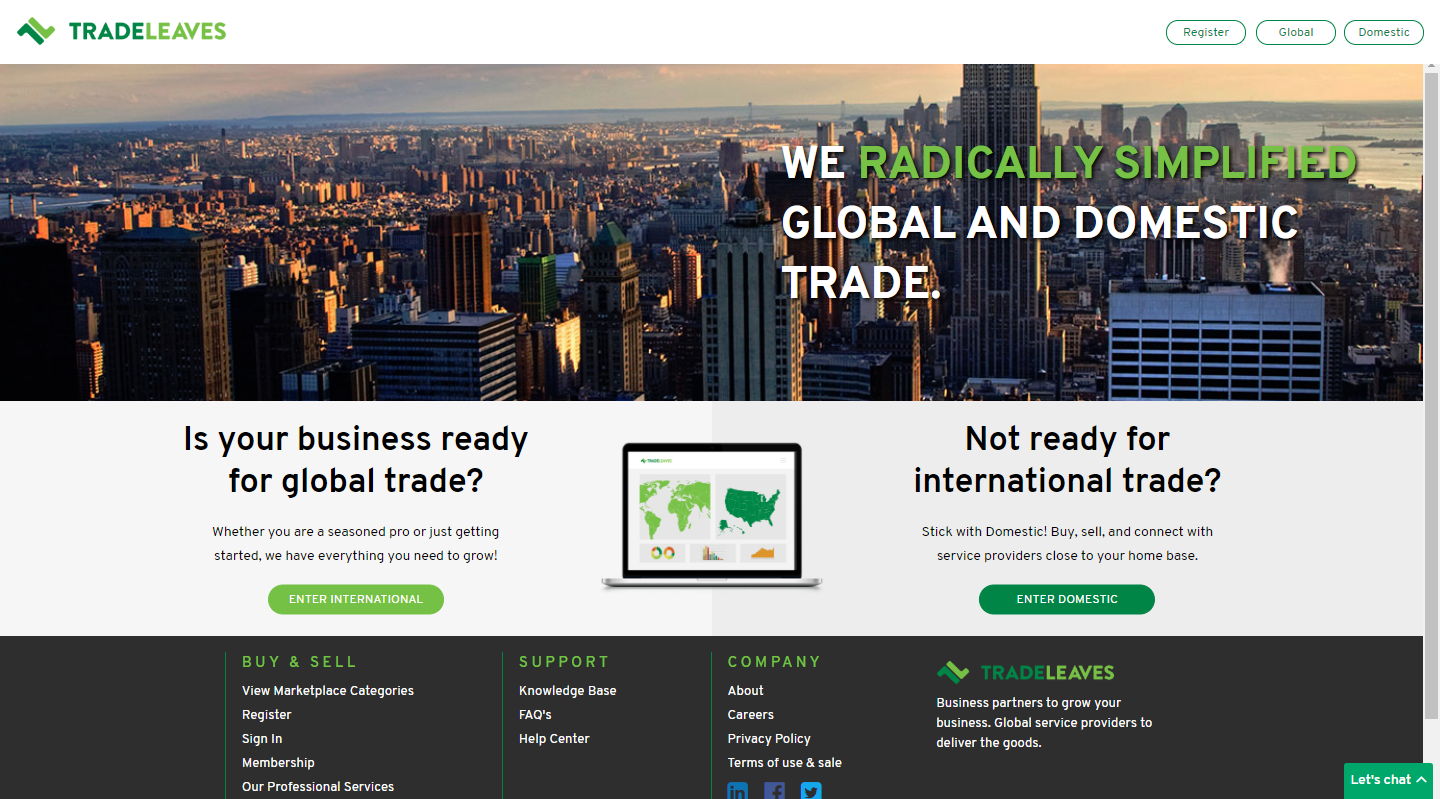 TRADELEAVES
Register
Global
Domestic
WE RADICALLY SIMPLIFIED
GLOBAL AND DOMESTIC
TRADE.
Is your business ready
for global trade?
Whether you are a seasoned pro or just getting
started, we have everything you need to grow!
ENTER INTERNATIONAL
TRADELEAVES
Not ready for
international trade?
Stick with Domestic! Buy, sell, and connect with
service providers close to your home base.
ENTER DOMESTIC
BUY & SELL
View Marketplace Categories
Register
Sign In
Membership
Our Professional Services
SUPPORT
Knowledge Base
FAQ's
Help Center
COMPANY
About
Careers
Privacy Policy
Terms of use & sale
in
f
TRADELEAVES
Business partners to grow your
business. Global service providers to
deliver the goods.
Let's chat